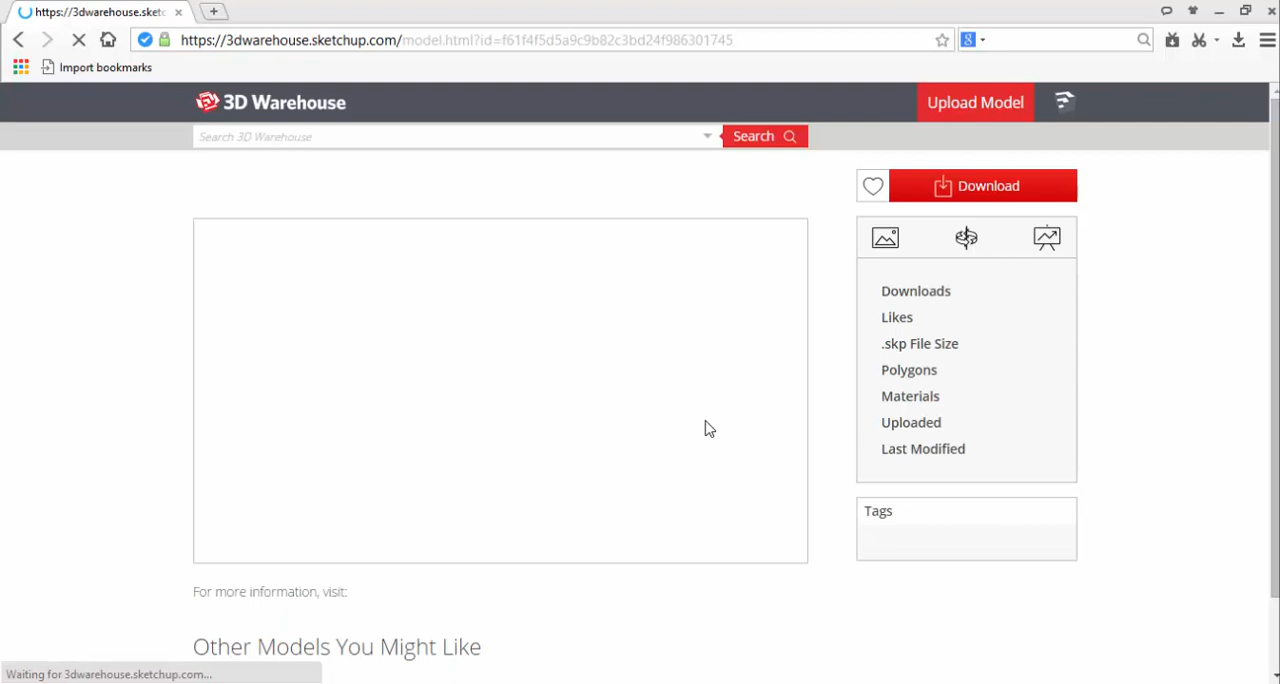 https://3dwarehouse.sketc
https://3dwarehouse.sketchup.com/model.html?id=f61f4f5d5a9c9b82c3bd24f986301745
Import bookmarks
3D Warehouse
Upload Model
Search 3D Warehouse
Search
Download
Downloads
Likes
.skp File Size
Polygons
Materials
Uploaded
Last Modified
Tags
For more information, visit:
Other Models You Might Like
Waiting for 3dwarehouse.sketchup.com...